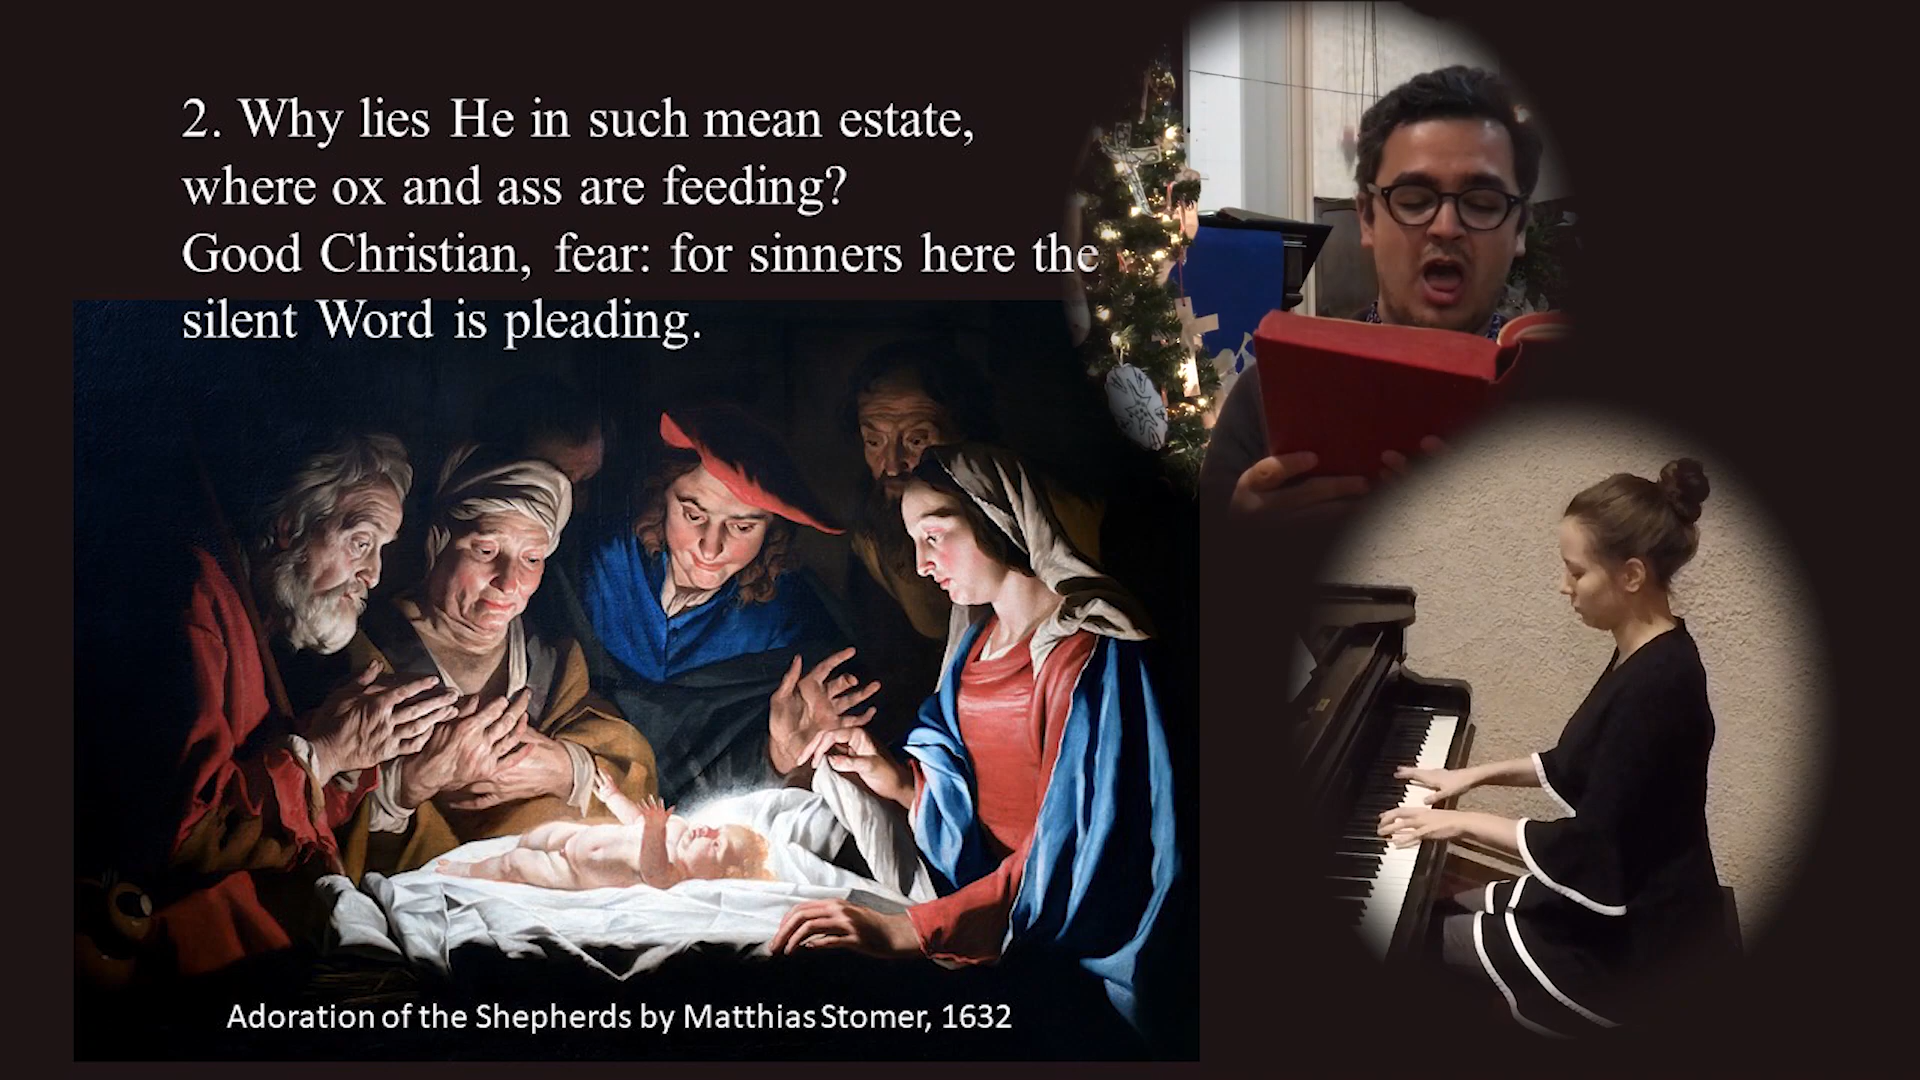 2. Why lies He in such mean estate,
where ox and ass are feeding?
Good Christian, fear: for sinners here the
silent Word is pleading.
Adoration of the Shepherds by Matthias Stomer, 1632